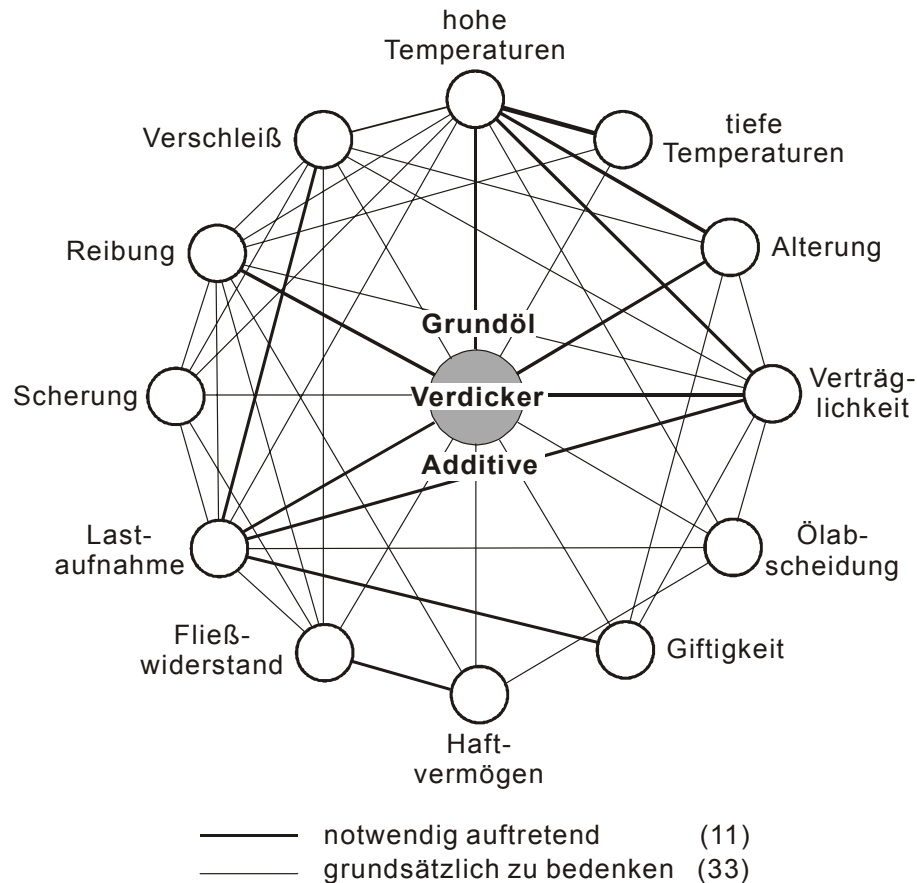 hohe
Temperaturen
Verschleiß
tiefe
Temperaturen
Reibung
Alterung
Grundöl
Scherung
Verdicker
Verträg-
lichkeit
Additive
Last-
aufnahme
Ölab-
scheidung
Fließ-
widerstand
Giftigkeit
Haft-
vermögen
notwendig auftretend (11)
grundsätzlich zu bedenken (33)